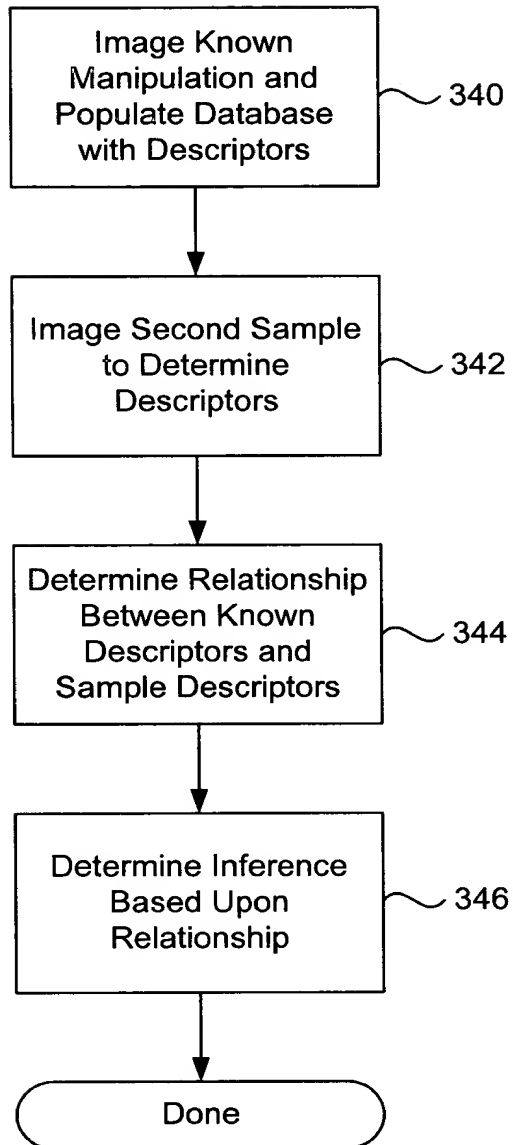 Image Known
Manipulation and
Populate Database
with Descriptors
340
Image Second Sample
to Determine
Descriptors
342
Determine Relationship
Between Known
Descriptors and
Sample Descriptors
344
Determine Inference
Based Upon
Relationship
346
Done